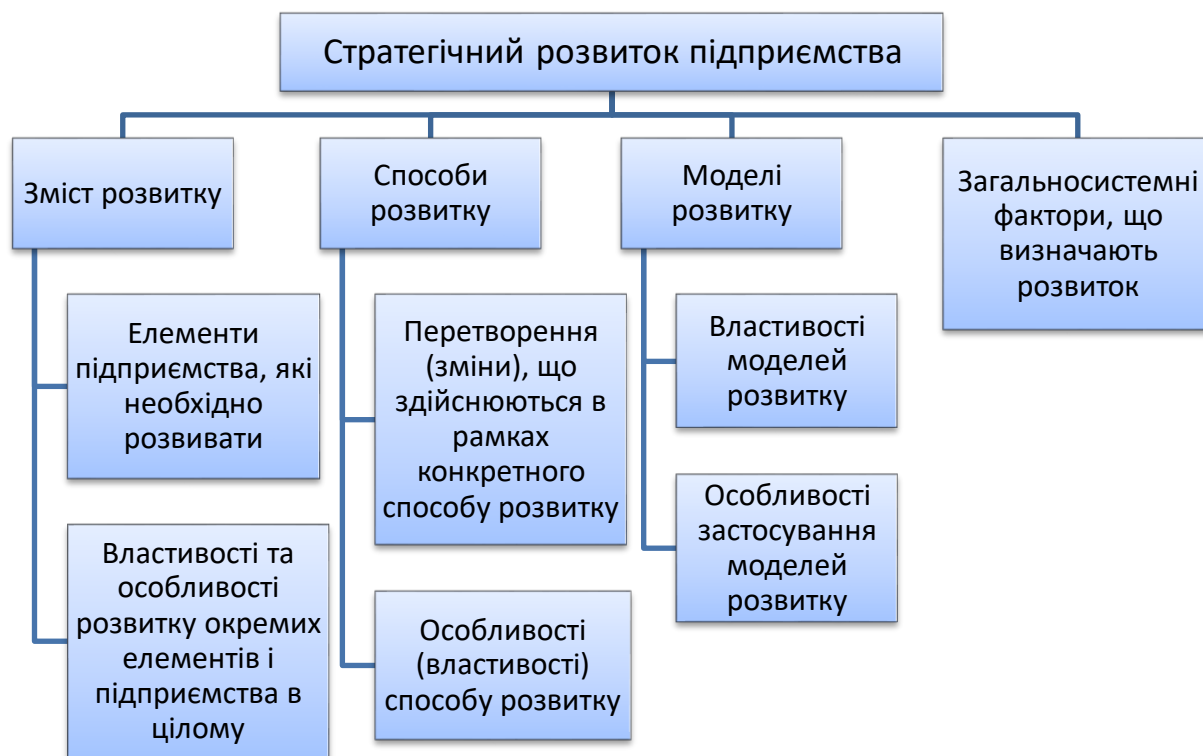 Стратегічний розвиток підприємства
Зміст розвитку
Способи
розвитку
Моделі
розвитку
Загальносистемні
фактори, що
визначають
розвиток
Елементи
підприємства, які
необхідно
розвивати
Властивості та
особливості
розвитку окремих
елементів і
підприємства в
цілому
Перетворення
(зміни), що
здійснюються в
рамках
конкретного
способу розвитку
Особливості
(властивості)
способу розвитку
Властивості
моделей
розвитку
Особливості
застосування
моделей
розвитку